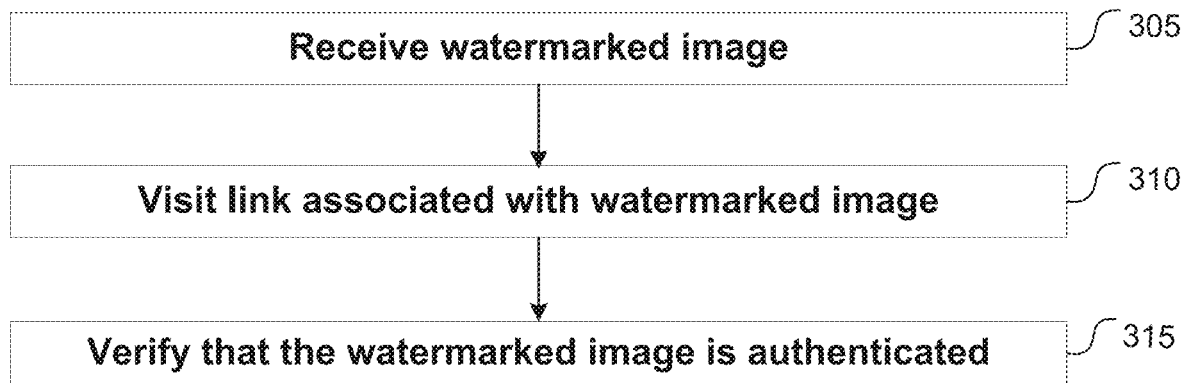 Receive watermarked image
305
Visit link associated with watermarked image
310
Verify that the watermarked image is authenticated
315